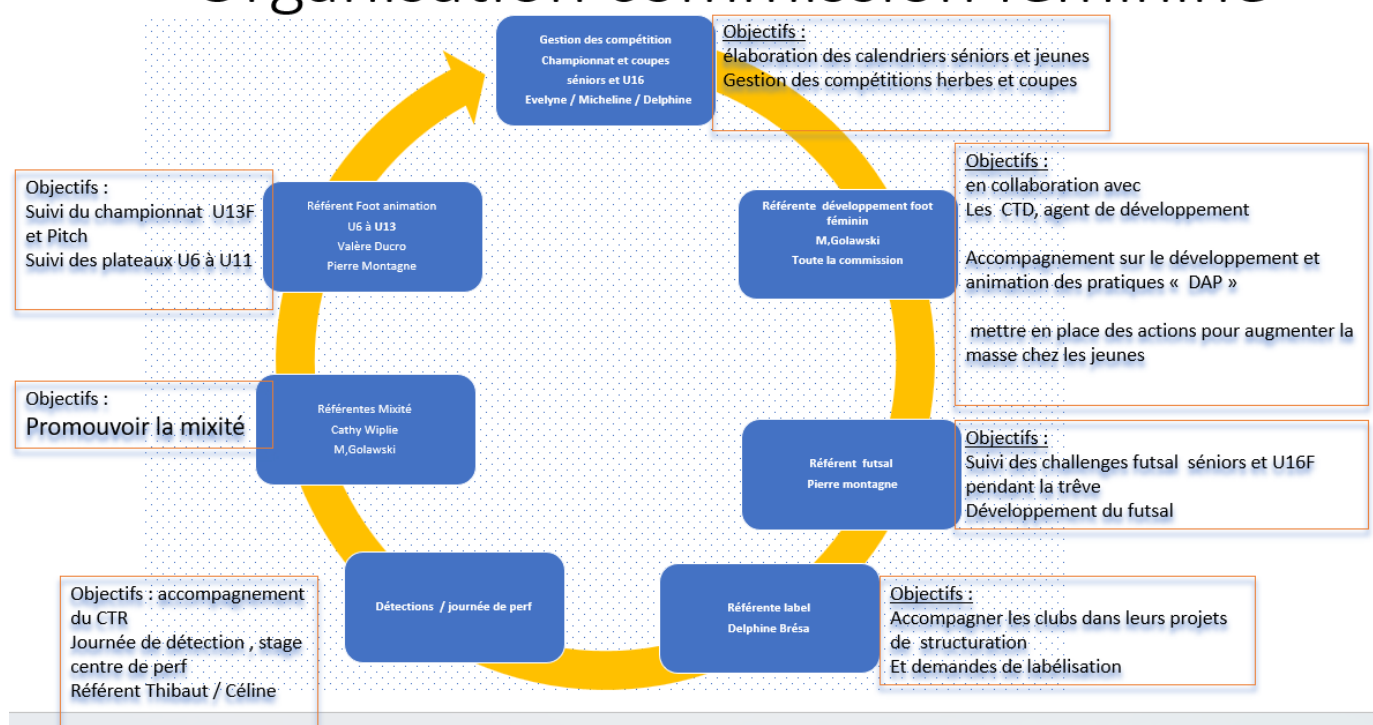 Organisation commission féminine
Gestion des compétition
Championnat et coupes
séniors et U16
Evelyne / Micheline / Delphine
Objectifs :
élaboration des calendriers séniors et jeunes
Gestion des compétitions herbes et coupes
Référente développement foot
féminin
M,Golawski
Toute la commission
Objectifs :
en collaboration avec
Les CTD, agent de développement
Accompagnement sur le développement et
animation des pratiques « DAP »
mettre en place des actions pour augmenter la
masse chez les jeunes
Référent futsal
Pierre montagne
Objectifs :
Suivi des challenges futsal séniors et U16F
pendant la trêve
Développement du futsal
Référente label
Delphine Brésa
Objectifs :
Accompagner les clubs dans leurs projets
de structuration
Et demandes de labélisation
Détections / journée de perf
Objectifs : accompagnement
du CTR
Journée de détection , stage
centre de perf
Référent Thibaut / Céline
Référentes Mixité
Cathy Wiplie
M,Golawski
Objectifs :
Promouvoir la mixité
Référent Foot animation
U6 à U13
Valère Ducro
Pierre Montagne
Objectifs :
Suivi du championnat U13F
et Pitch
Suivi des plateaux U6 à U11